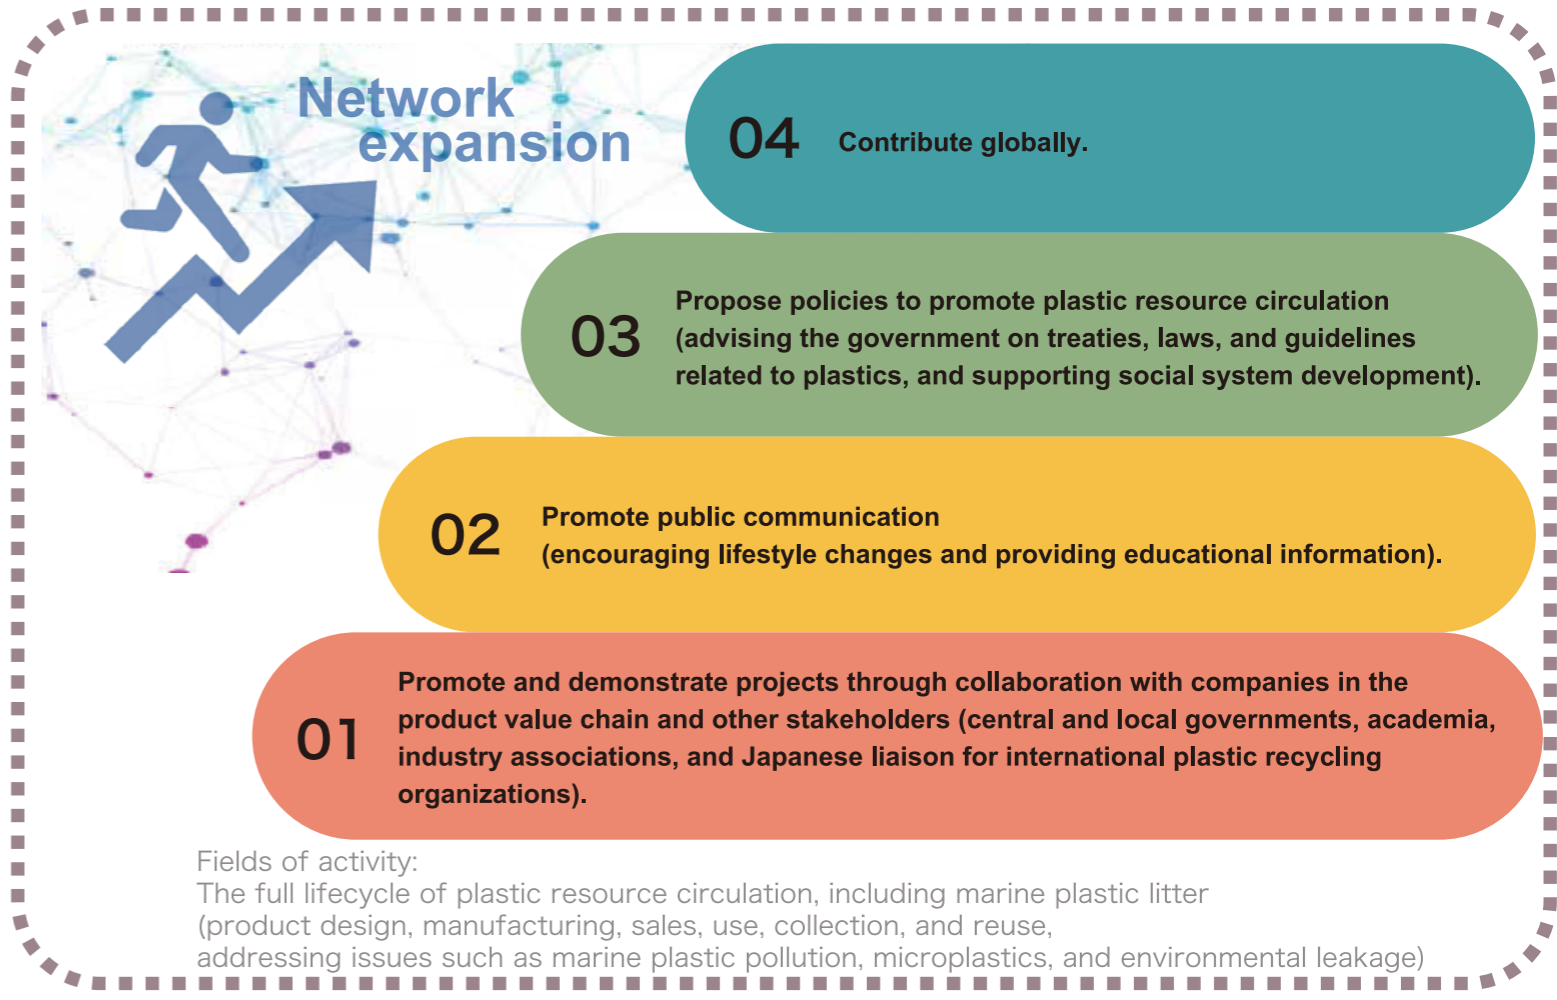 Network
expansion
04
Contribute globally.
03
Propose policies to promote plastic resource circulation
(advising the government on treaties, laws, and guidelines
related to plastics, and supporting social system development).
02
Promote public communication
(encouraging lifestyle changes and providing educational information).
01
Promote and demonstrate projects through collaboration with companies in the
product value chain and other stakeholders (central and local governments, academia,
industry associations, and Japanese liaison for international plastic recycling
organizations).
Fields of activity:
The full lifecycle of plastic resource circulation, including marine plastic litter
(product design, manufacturing, sales, use, collection, and reuse,
addressing issues such as marine plastic pollution, microplastics, and environmental leakage)